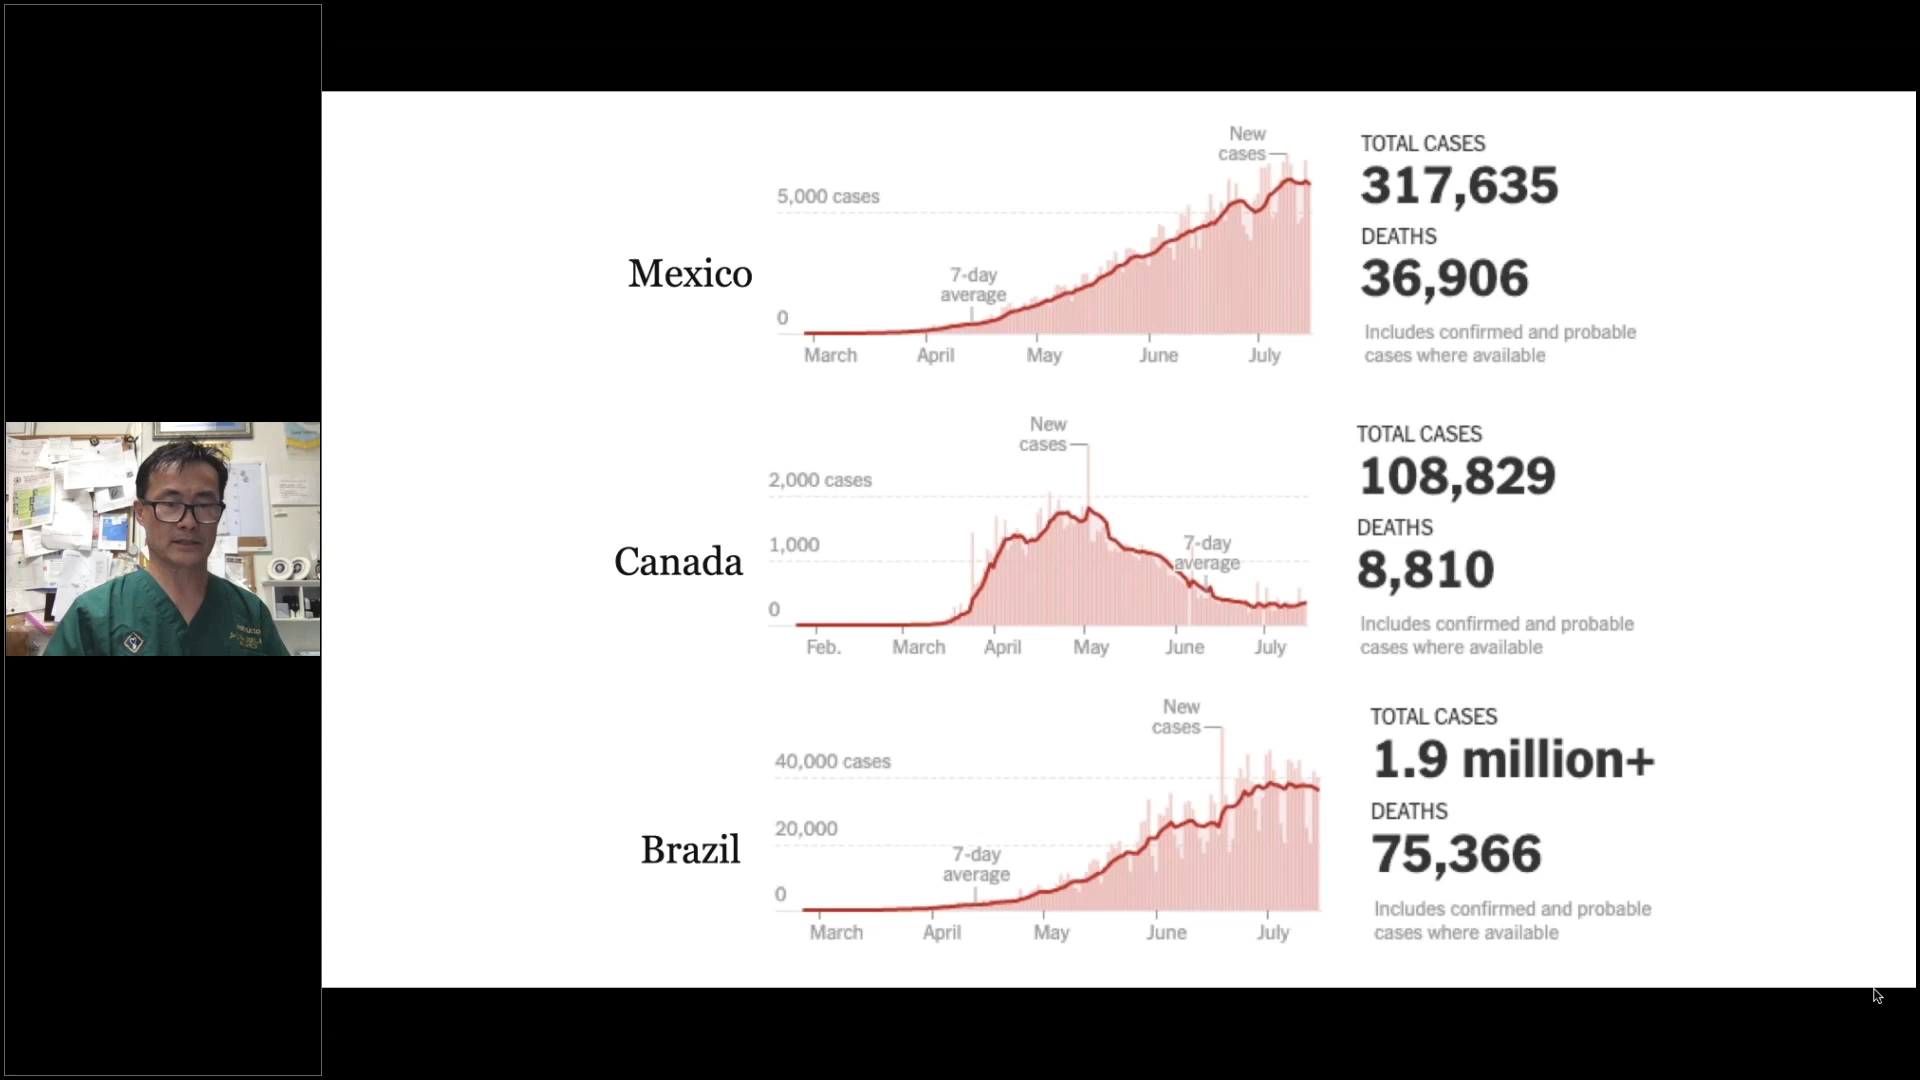 Mexico
New
cases
5,000 cases
7-day
average
0
March April May June July
TOTAL CASES
317,635
DEATHS
36,906
Includes confirmed and probable
cases where available
Canada
New
cases
2,000 cases
1,000
7-day
average
0
Feb. March April May June July
TOTAL CASES
108,829
DEATHS
8,810
Includes confirmed and probable
cases where available
Brazil
New
cases
40,000 cases
20,000
7-day
average
0
March April May June July
TOTAL CASES
1.9 million+
DEATHS
75,366
Includes confirmed and probable
cases where available